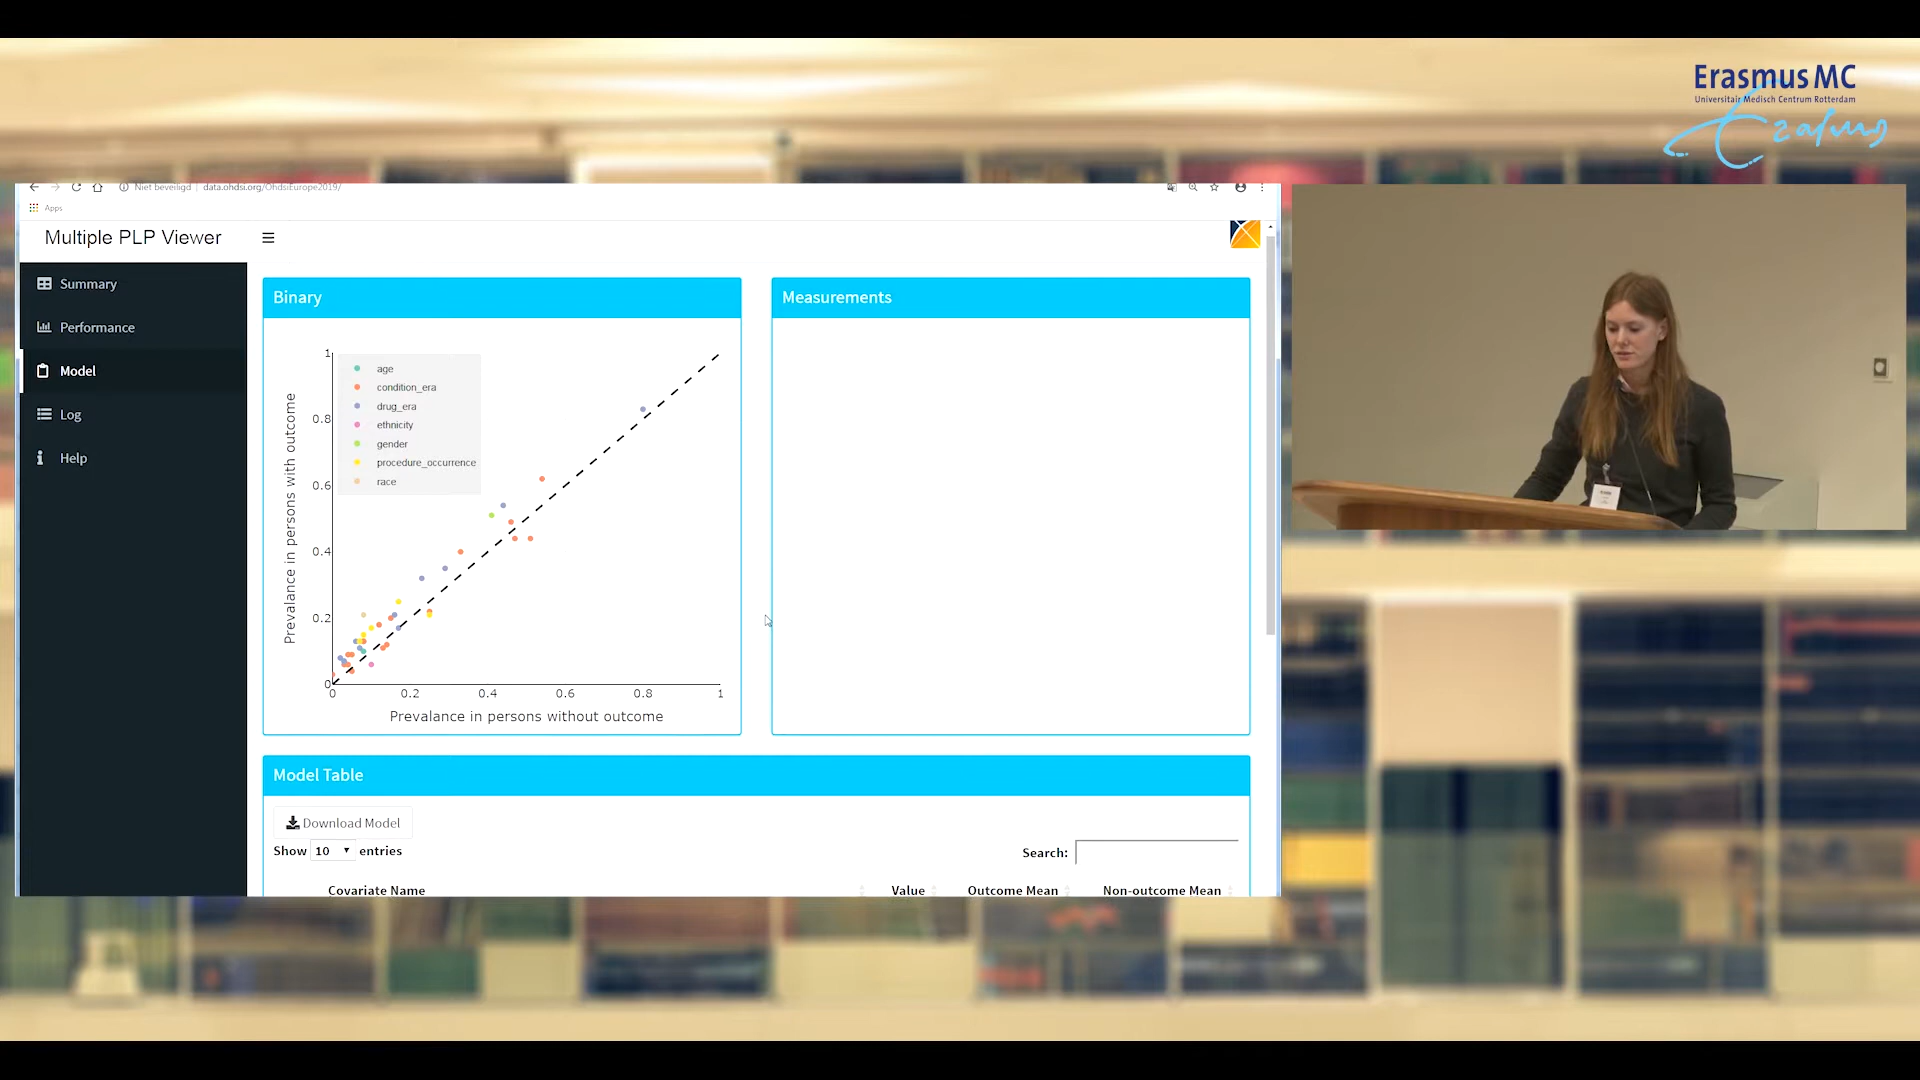 Erasmus MC
Universitair Medisch Centrum Rotterdam
Erasmus
Niet beveiligd | data.ohdsi.org/OhdsiEurope2019/
Apps
Multiple PLP Viewer
Summary
Performance
Model
Log
Help
Binary
1
0.8
0.6
0.4
0.2
0
age
condition_era
drug_era
ethnicity
gender
procedure_occurrence
race
Prevalance in persons with outcome
0 0.2 0.4 0.6 0.8 1
Prevalance in persons without outcome
Measurements
Model Table
Download Model
Show 10 entries
Search:
Covariate Name Value Outcome Mean Non-outcome Mean